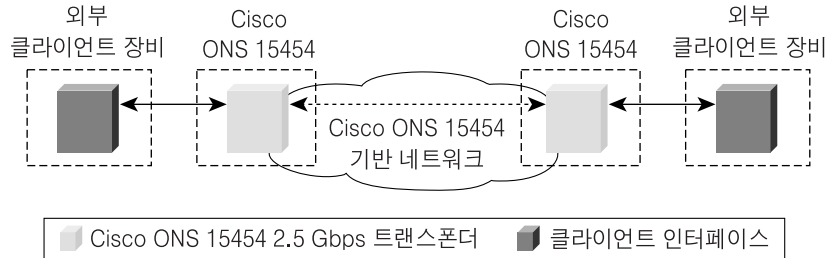 외부
클라이언트 장비
Cisco
ONS 15454
Cisco
ONS 15454
외부
클라이언트 장비
Cisco ONS 15454
기반 네트워크
Cisco ONS 15454 2.5 Gbps 트랜스폰더
클라이언트 인터페이스